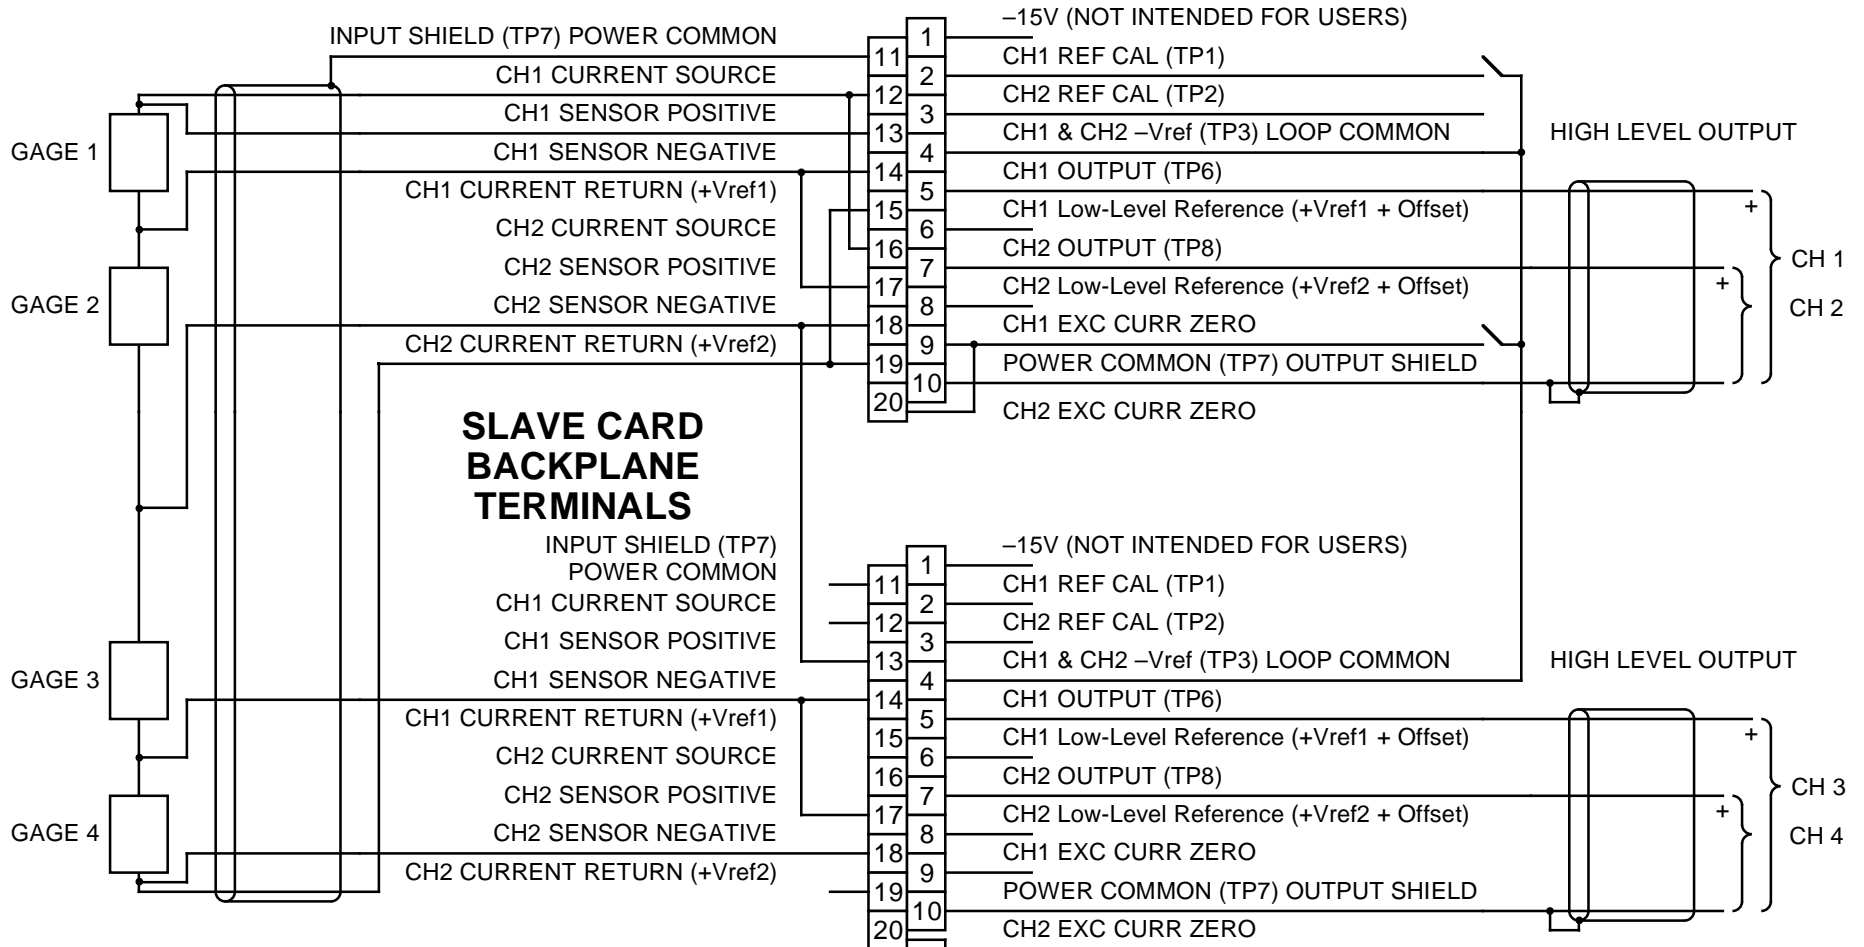 –15V (NOT INTENDED FOR USERS)
INPUT SHIELD (TP7) POWER COMMON
1
11
CH1 REF CAL (TP1)
CH1 CURRENT SOURCE
2
12
CH2 REF CAL (TP2)
CH1 SENSOR POSITIVE
3
13
CH1 & CH2 –Vref (TP3) LOOP COMMON
HIGH LEVEL OUTPUT
GAGE 1
CH1 SENSOR NEGATIVE
4
14
CH1 OUTPUT (TP6)
CH1 CURRENT RETURN (+Vref1)
5
15
CH1 Low-Level Reference (+Vref1 + Offset)
+
CH2 CURRENT SOURCE
6
16
CH2 OUTPUT (TP8)
CH 1
CH2 SENSOR POSITIVE
7
17
CH2 Low-Level Reference (+Vref2 + Offset)
+
GAGE 2
CH2 SENSOR NEGATIVE
8
18
CH 2
CH1 EXC CURR ZERO
CH2 CURRENT RETURN (+Vref2)
9
19
POWER COMMON (TP7) OUTPUT SHIELD
10
20
CH2 EXC CURR ZERO
SLAVE CARD
BACKPLANE
TERMINALS
INPUT SHIELD (TP7)
POWER COMMON
–15V (NOT INTENDED FOR USERS)
1
11
CH1 REF CAL (TP1)
CH1 CURRENT SOURCE
2
12
CH2 REF CAL (TP2)
CH1 SENSOR POSITIVE
3
13
CH1 & CH2 –Vref (TP3) LOOP COMMON
HIGH LEVEL OUTPUT
GAGE 3
CH1 SENSOR NEGATIVE
4
14
CH1 OUTPUT (TP6)
CH1 CURRENT RETURN (+Vref1)
5
15
CH1 Low-Level Reference (+Vref1 + Offset)
+
CH2 CURRENT SOURCE
6
16
CH2 OUTPUT (TP8)
CH 3
CH2 SENSOR POSITIVE
7
17
CH2 Low-Level Reference (+Vref2 + Offset)
+
GAGE 4
CH2 SENSOR NEGATIVE
8
18
CH 4
CH1 EXC CURR ZERO
CH2 CURRENT RETURN (+Vref2)
9
19
POWER COMMON (TP7) OUTPUT SHIELD
10
20
CH2 EXC CURR ZERO